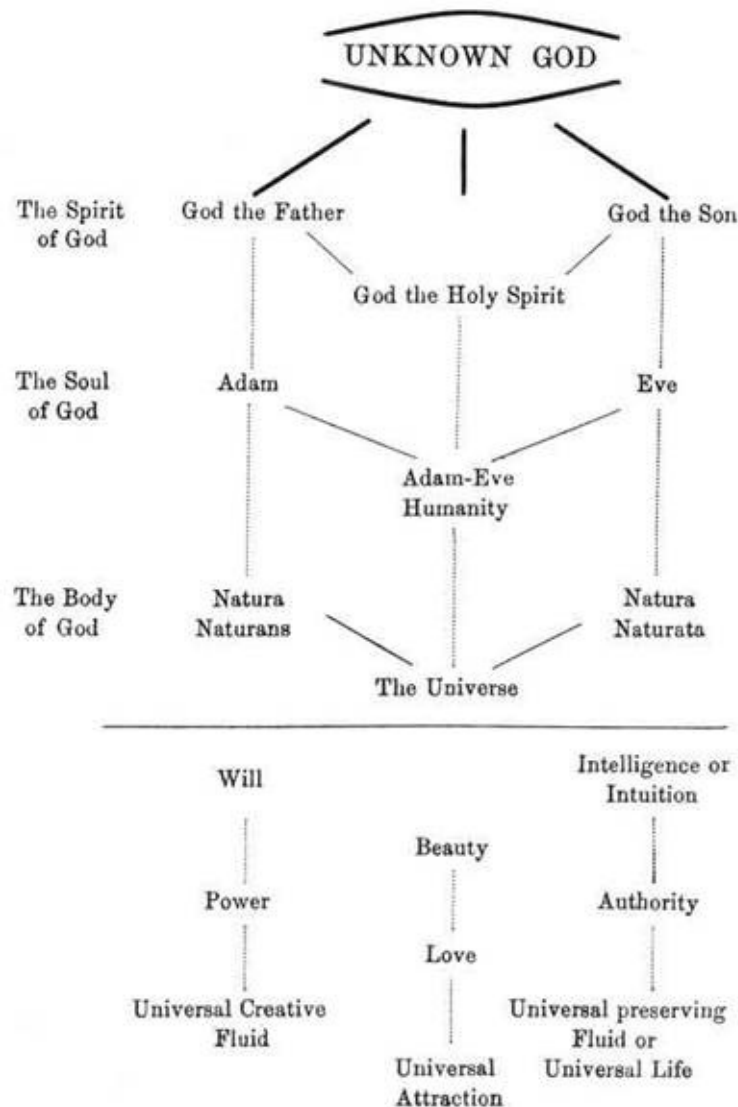 UNKNOWN GOD
The Spirit
of God
God the Father
God the Son
God the Holy Spirit
The Soul
of God
Adam
Eve
Adam-Eve
Humanity
The Body
of God
Natura
Naturans
Natura
Naturata
The Universe
Will
Intelligence or
Intuition
Beauty
Power
Authority
Love
Universal Creative
Fluid
Universal preserving
Fluid or
Universal Life
Universal
Attraction